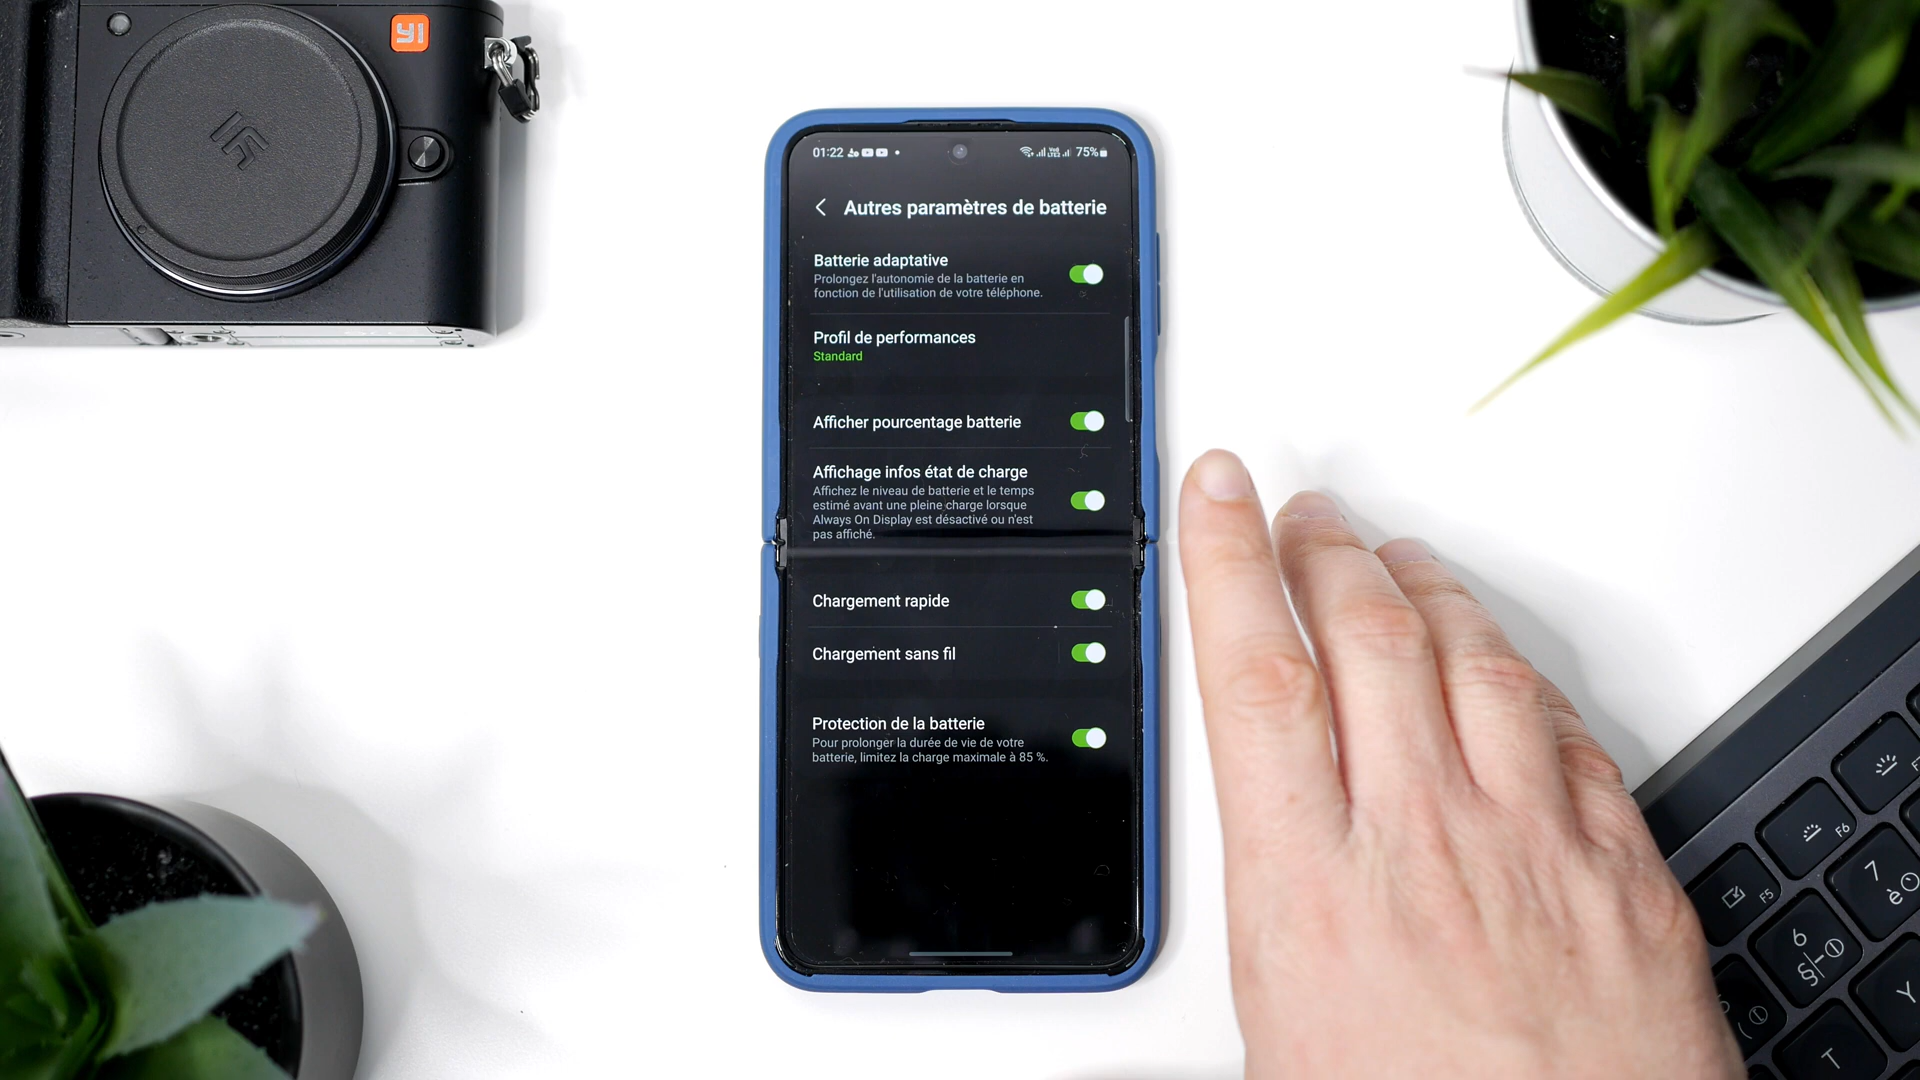 YI
01:22
75%
Autres paramètres de batterie
Batterie adaptative
Prolongez l'autonomie de la batterie en
fonction de l'utilisation de votre téléphone.
Profil de performances
Standard
Afficher pourcentage batterie
Affichage infos état de charge
Affichez le niveau de batterie et le temps
estimé avant une pleine charge lorsque
Always On Display est désactivé ou n'est
pas affiché.
Chargement rapide
Chargement sans fil
Protection de la batterie
Pour prolonger la durée de vie de votre
batterie, limitez la charge maximale à 85 %.
F6
F5
7
è
6
§
Y
T